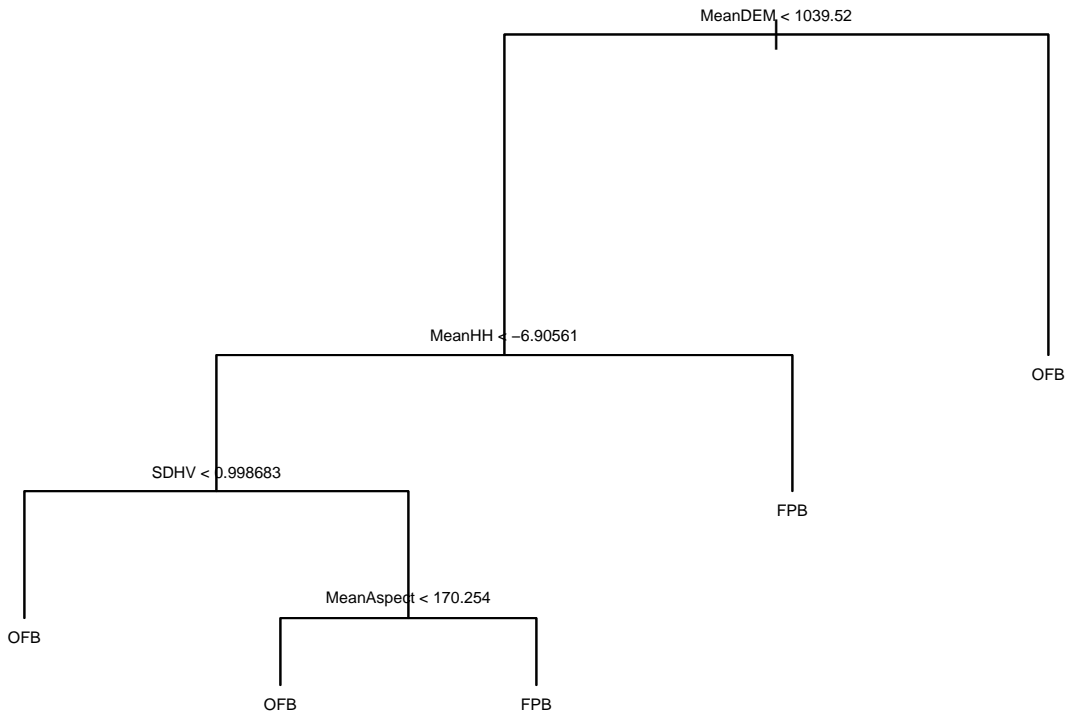 MeanDEM < 1039.52
MeanHH < −6.90561
OFB
SDHV < 0.998683
FPB
MeanAspect < 170.254
OFB
OFB
FPB